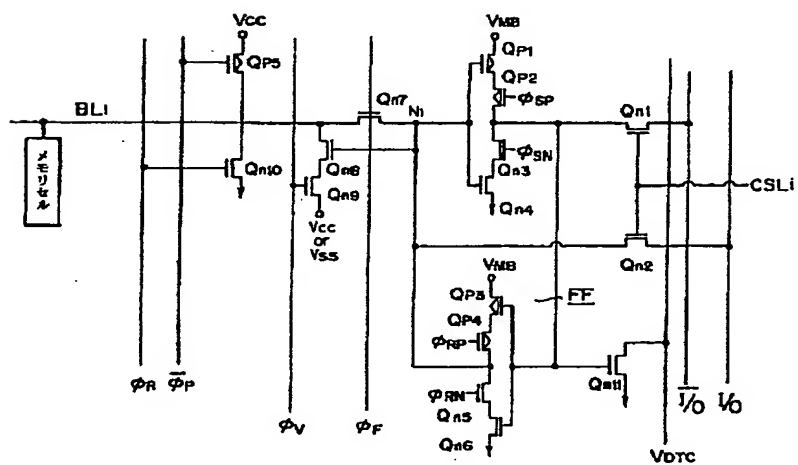 VCC
VMB
QP5
QP1
QP2
φSP
BLi
Qn7
N1
Qn1
メモリセル
Qn10
Qn8
Qn9
φSN
Qn3
Qn4
CSLi
VCC
or
VSS
Qn2
VMB
QP3
FF
QP4
φRP
φRN
Qn5
Qn6
Qn11
φR
φP
φV
φF
I/O
I/O
VDTC